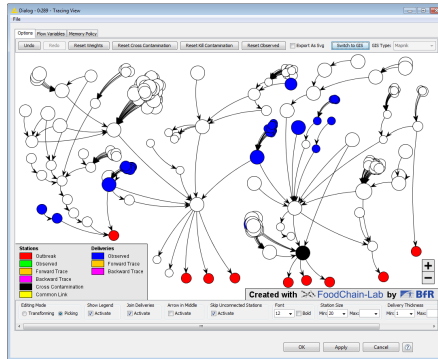 Dialog - 0:289 - Tracing View
File
Options Flow Variables Memory Policy
Undo Redo Reset Weights Reset Cross Contamination Reset Kill Contamination Reset Observed Export As Svg Switch to GIS GIS Type: Mapnik
Stations Deliveries
Outbreak Observed
Observed Forward Trace
Forward Trace Backward Trace
Backward Trace
Cross Contamination
Common Link
Created with FoodChain-Lab by BfR
+
−
Editing Mode Show Legend Join Deliveries Arrow in Middle Skip Unconnected Stations Font Station Size Delivery Thickness
Transforming Picking Activate Activate Activate Activate 12 Bold Min: 20 Max: Min: 1 Max:
OK Apply Cancel ?